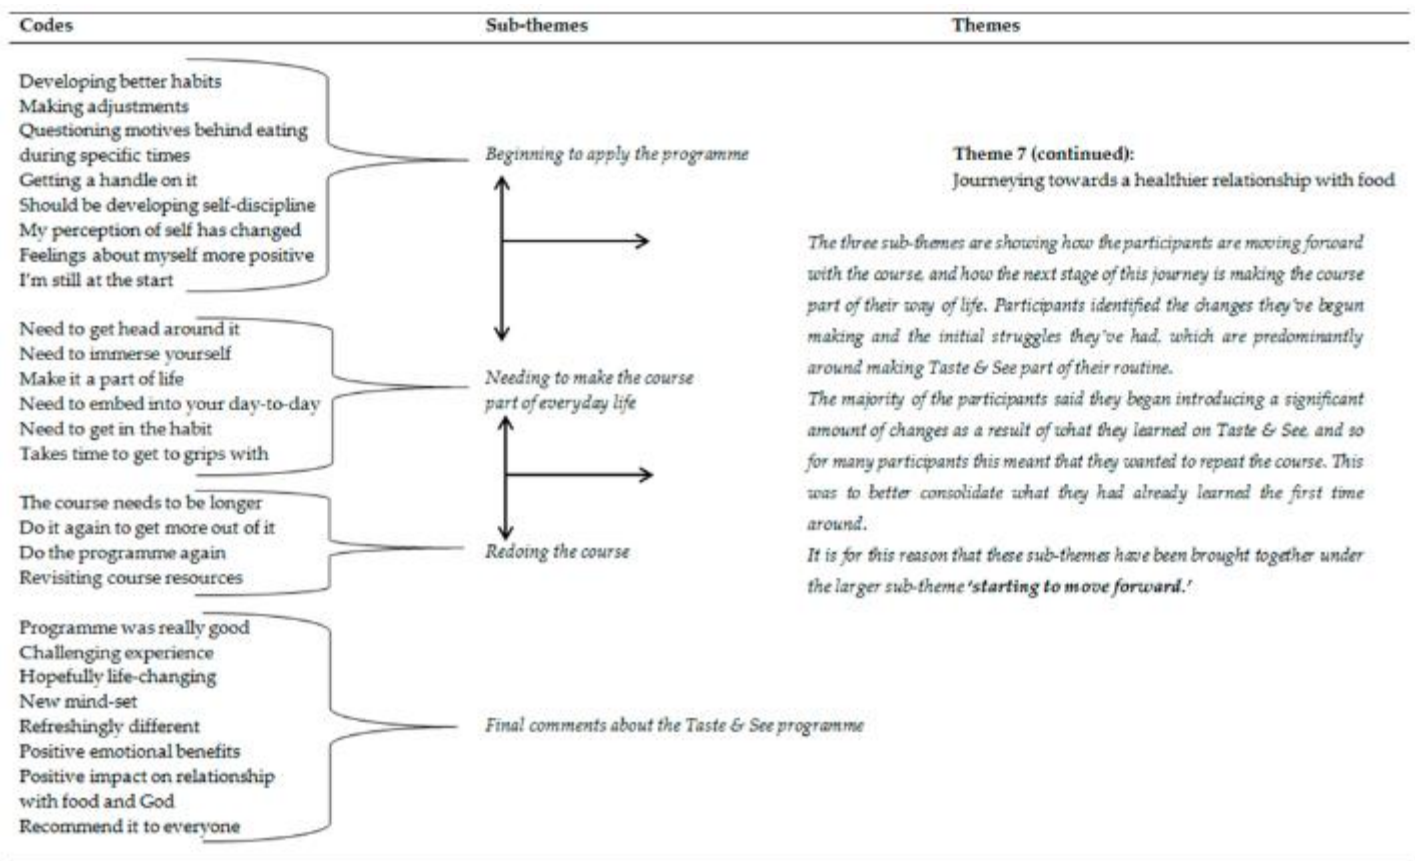 Codes
Sub-themes
Themes
Developing better habits
Making adjustments
Questioning motives behind eating
during specific times
Getting a handle on it
Should be developing self-discipline
My perception of self has changed
Feelings about myself more positive
I'm still at the start
Beginning to apply the programme
Need to get head around it
Need to immerse yourself
Make it a part of life
Need to embed into your day-to-day
Need to get in the habit
Takes time to get to grips with
Needing to make the course
part of everyday life
The course needs to be longer
Do it again to get more out of it
Do the programme again
Revisiting course resources
Redoing the course
Programme was really good
Challenging experience
Hopefully life-changing
New mind-set
Refreshingly different
Positive emotional benefits
Positive impact on relationship
with food and God
Recommend it to everyone
Final comments about the Taste & See programme
Theme 7 (continued):
Journeying towards a healthier relationship with food
The three sub-themes are showing how the participants are moving forward
with the course, and how the next stage of this journey is making the course
part of their way of life. Participants identified the changes they've begun
making and the initial struggles they've had, which are predominantly
around making Taste & See part of their routine.
The majority of the participants said they began introducing a significant
amount of changes as a result of what they learned on Taste & See, and so
for many participants this meant that they wanted to repeat the course. This
was to better consolidate what they had already learned the first time
around.
It is for this reason that these sub-themes have been brought together under
the larger sub-theme 'starting to move forward.'